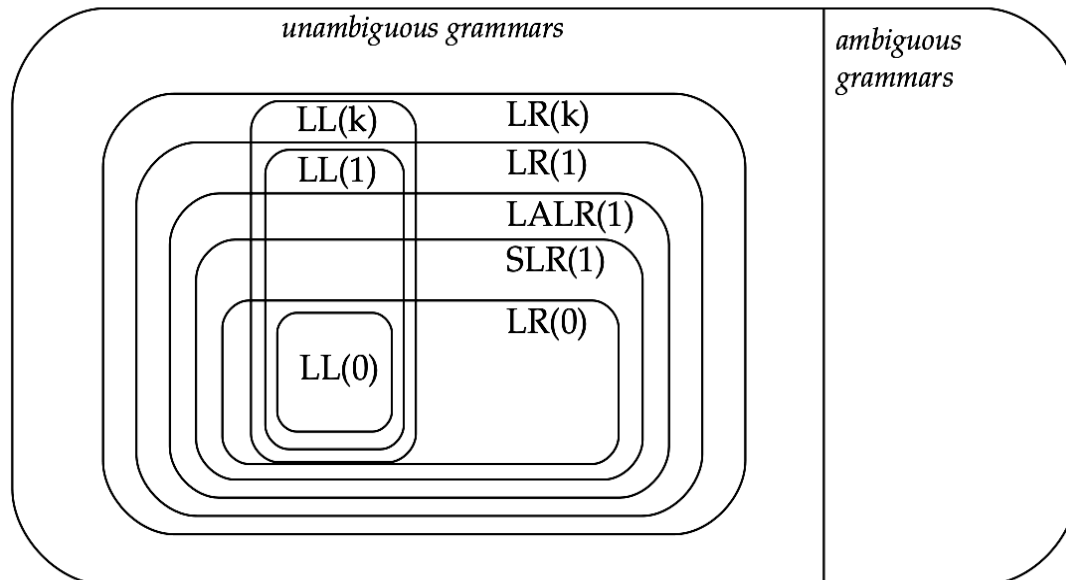 unambiguous grammars
ambiguous
grammars
LL(k)
LR(k)
LL(1)
LR(1)
LALR(1)
SLR(1)
LR(0)
LL(0)